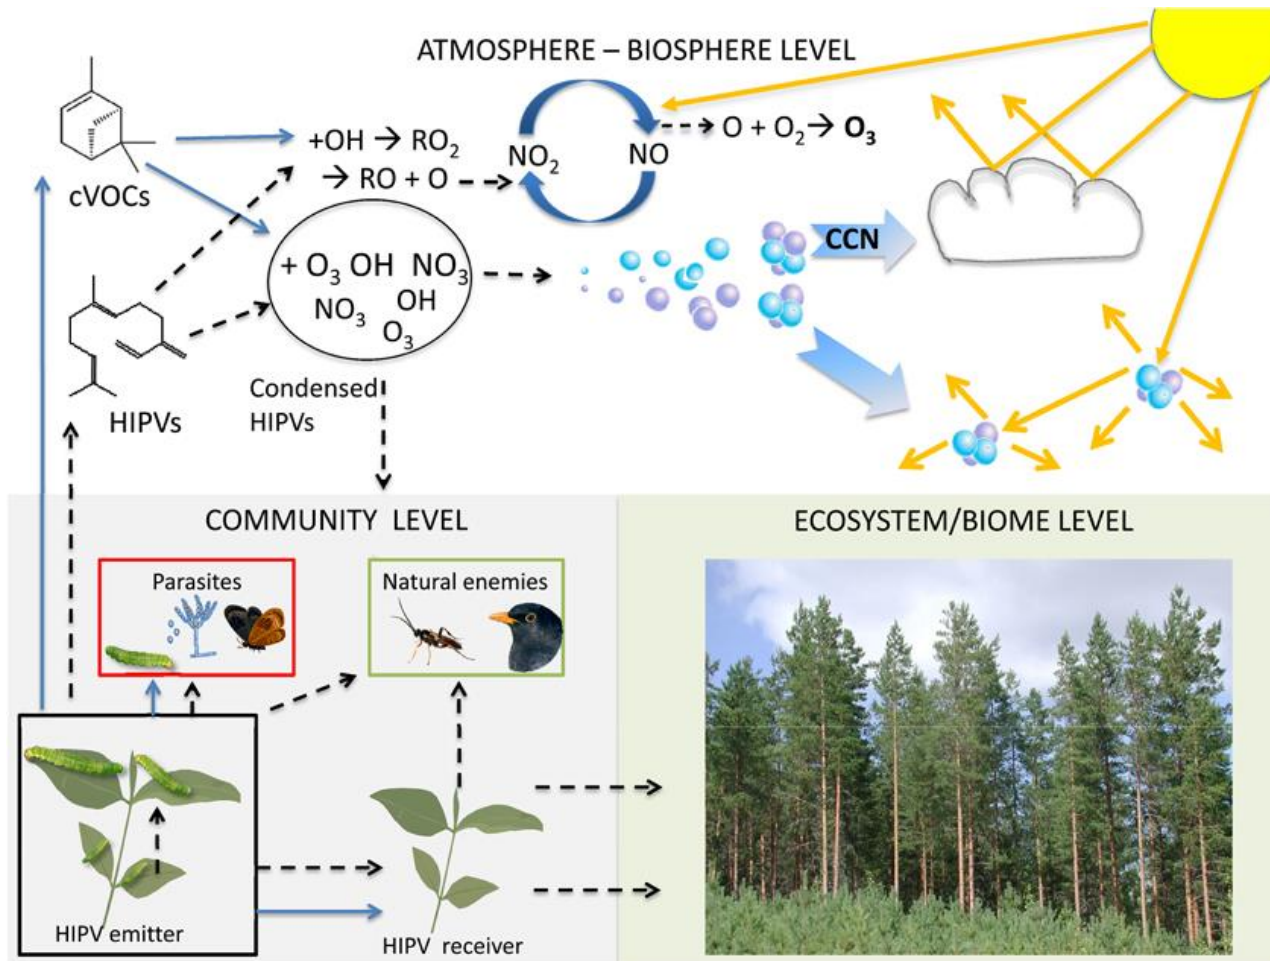 ATMOSPHERE – BIOSPHERE LEVEL
cVOCs
+OH → RO₂
→ RO + O
NO₂
NO
O + O₂ → O₃
+ O₃ OH NO₃
NO₃ OH
O₃
CCN
HIPVs
Condensed
HIPVs
COMMUNITY LEVEL
ECOSYSTEM/BIOME LEVEL
Parasites
Natural enemies
HIPV emitter
HIPV receiver